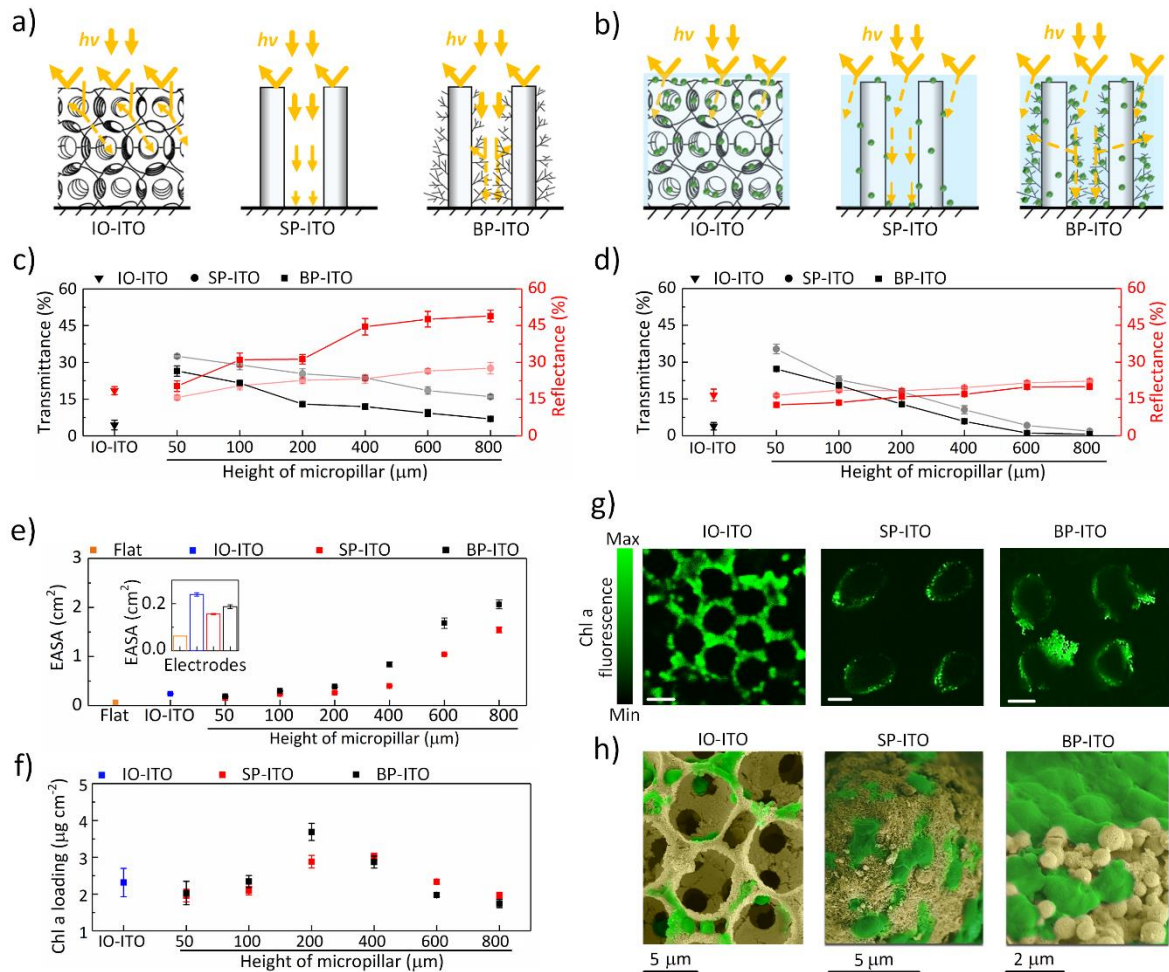 a)
hv
hv
hv
IO-ITO
SP-ITO
BP-ITO
b)
hv
hv
hv
IO-ITO
SP-ITO
BP-ITO
c)
IO-ITO SP-ITO BP-ITO
Transmittance (%)
60
45
30
15
0
Reflectance (%)
60
45
30
15
0
IO-ITO 50 100 200 400 600 800
Height of micropillar (μm)
d)
IO-ITO SP-ITO BP-ITO
Transmittance (%)
60
45
30
15
0
Reflectance (%)
60
45
30
15
0
IO-ITO 50 100 200 400 600 800
Height of micropillar (μm)
e)
Flat IO-ITO SP-ITO BP-ITO
EASA (cm²)
3
2
1
0
EASA (cm²)
0.2
0.0
Electrodes
Flat IO-ITO 50 100 200 400 600 800
Height of micropillar (μm)
f)
IO-ITO SP-ITO BP-ITO
Chl a loading (μg cm⁻²)
5
4
3
2
1
IO-ITO 50 100 200 400 600 800
Height of micropillar (μm)
g)
IO-ITO SP-ITO BP-ITO
Max
Chl a
fluorescence
Min
h)
IO-ITO SP-ITO BP-ITO
5 μm 5 μm 2 μm